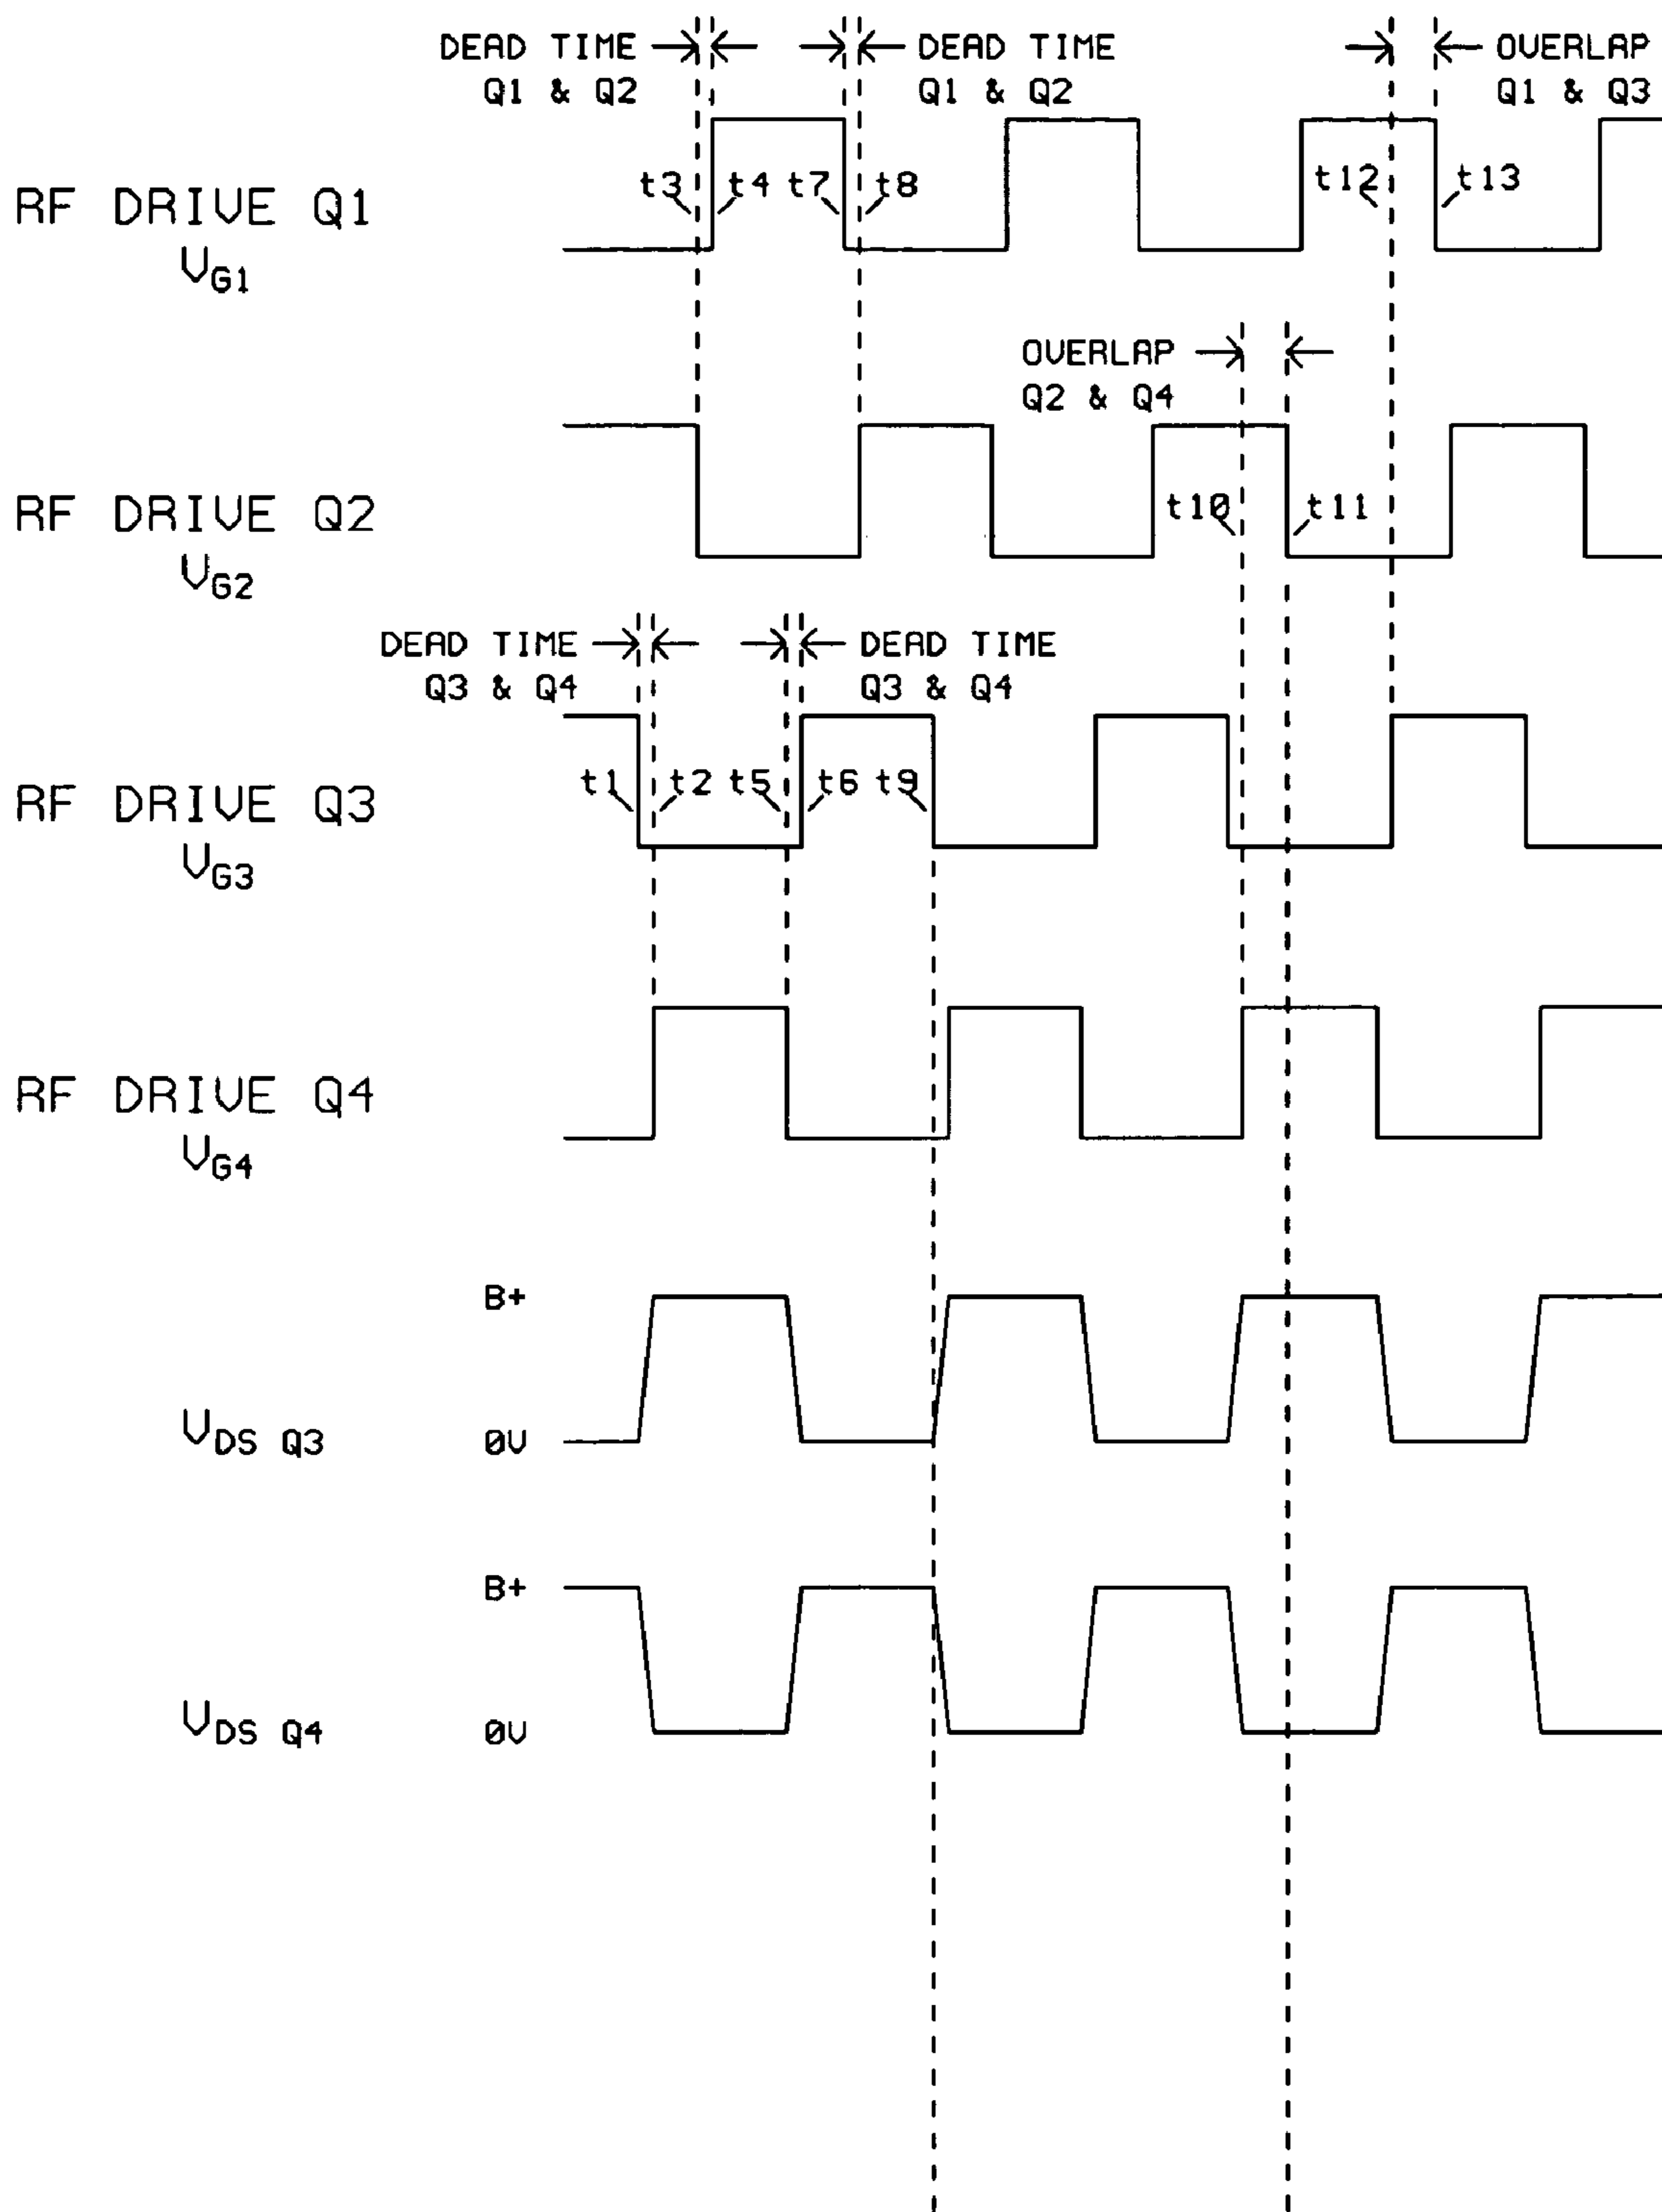 DEAD TIME
Q1 & Q2
DEAD TIME
Q1 & Q2
OVERLAP
Q1 & Q3
RF DRIVE Q1
VG1
t3
t4
t7
t8
t12
t13
OVERLAP
Q2 & Q4
RF DRIVE Q2
VG2
t10
t11
DEAD TIME
Q3 & Q4
DEAD TIME
Q3 & Q4
RF DRIVE Q3
VG3
t1
t2
t5
t6
t9
RF DRIVE Q4
VG4
B+
VDS Q3
0V
B+
VDS Q4
0V